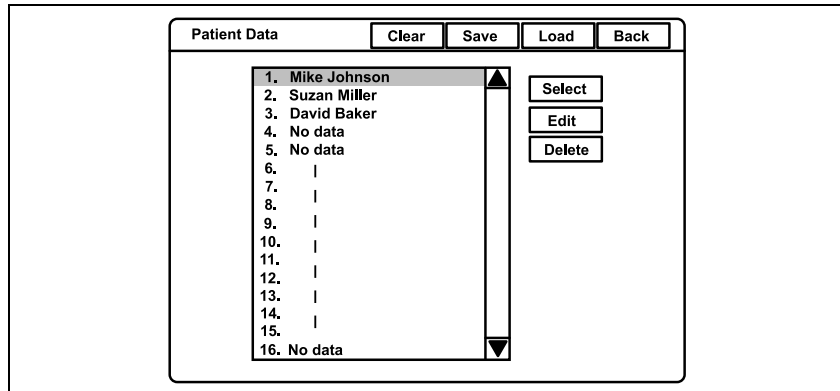 Patient Data Clear Save Load Back
1. Mike Johnson
2. Suzan Miller
3. David Baker
4. No data
5. No data
6.
7.
8.
9.
10.
11.
12.
13.
14.
15.
16. No data
Select
Edit
Delete